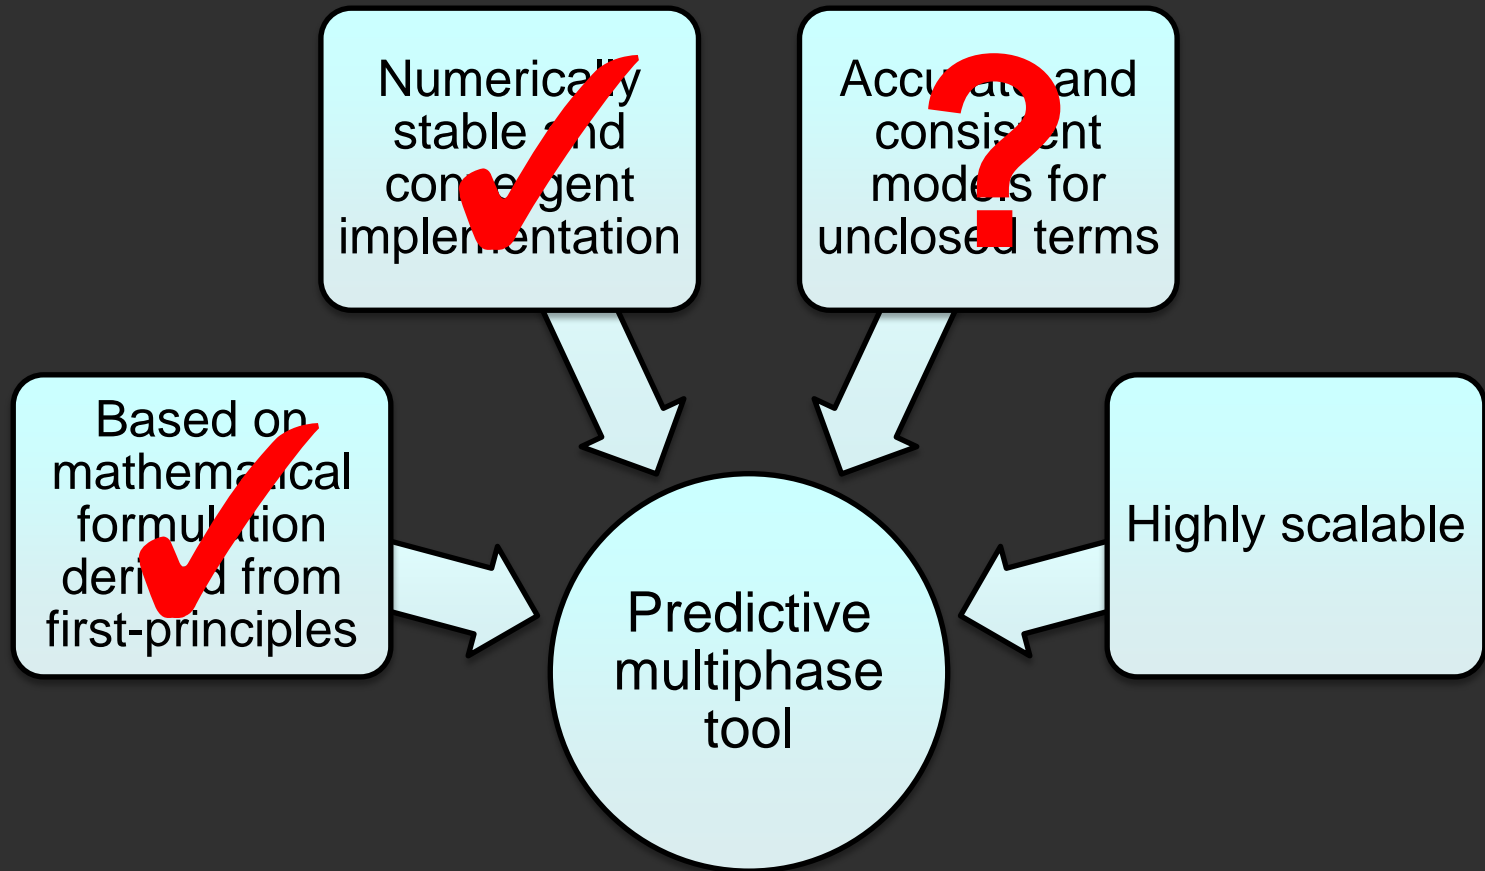 Numerically
stable and
convergent
implementation
Accurate and
consistent
models for
unclosed terms
Based on
mathematical
formulation
derived from
first-principles
Highly scalable
Predictive
multiphase
tool
?